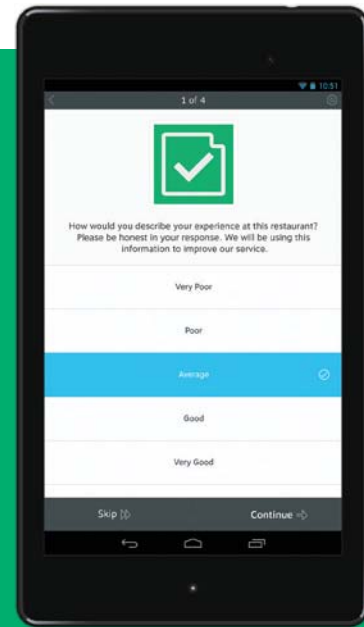 10:51
1 of 4
How would you describe your experience at this restaurant?
Please be honest in your response. We will be using this
information to improve our service.
Very Poor
Poor
Average
Good
Very Good
Skip
Continue